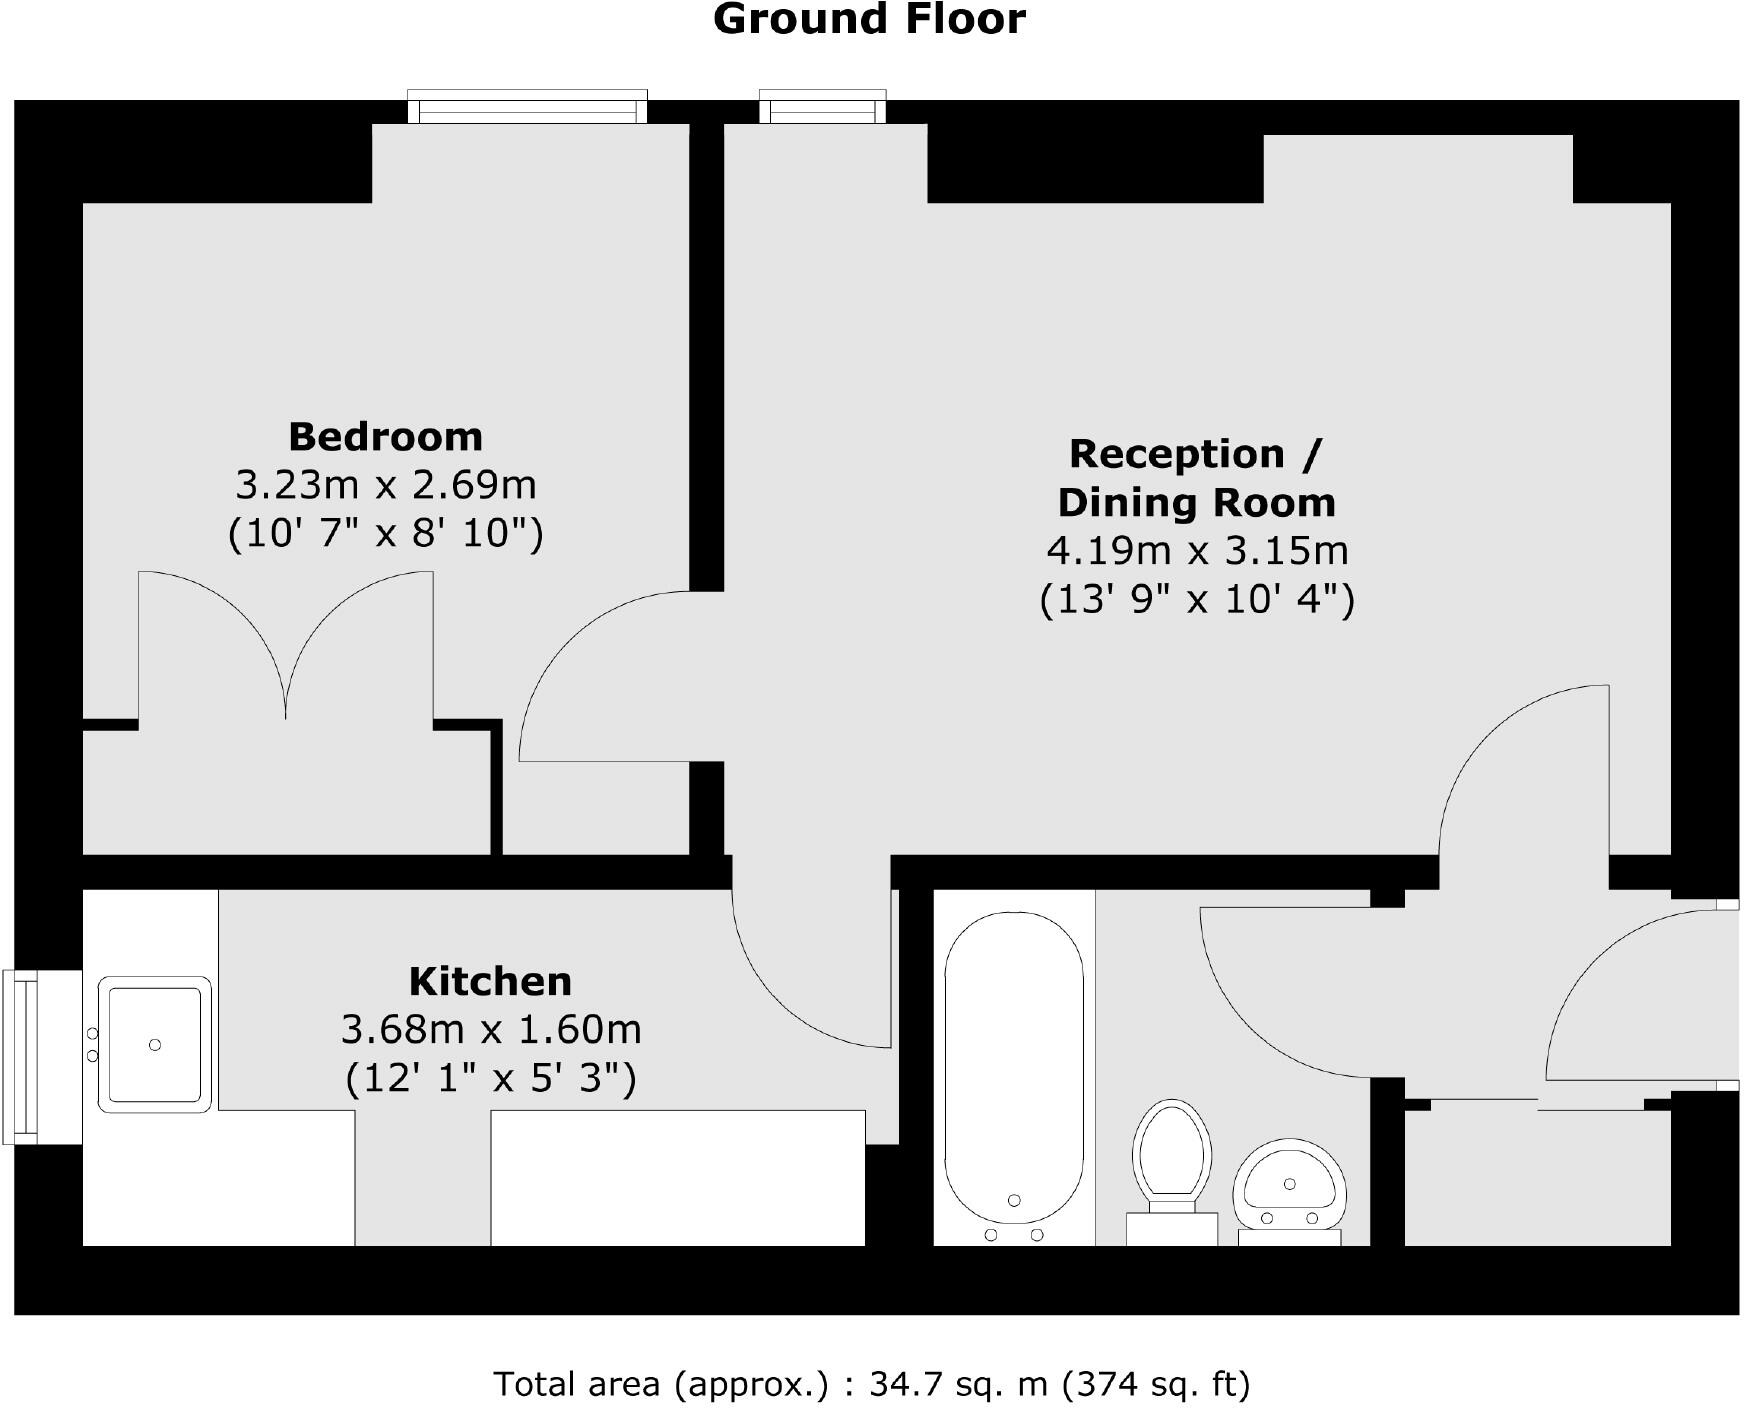 Ground Floor
Bedroom
3.23m x 2.69m
(10' 7" x 8' 10")
Reception /
Dining Room
4.19m x 3.15m
(13' 9" x 10' 4")
Kitchen
3.68m x 1.60m
(12' 1" x 5' 3")
Total area (approx.) : 34.7 sq. m (374 sq. ft)